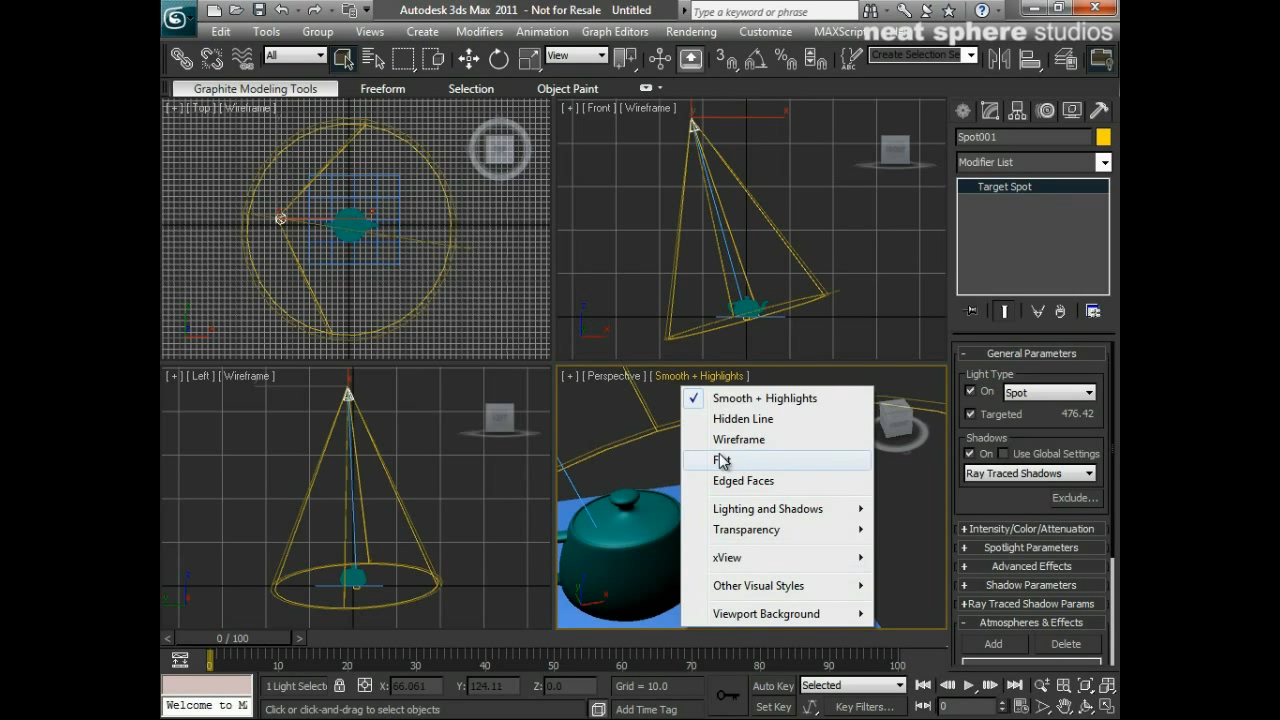 Autodesk 3ds Max 2011 - Not for Resale Untitled
Type a keyword or phrase
Edit Tools Group Views Create Modifiers Animation Graph Editors Rendering Customize MAXScript
neat sphere studios
All View 3 Create Selection Se
Graphite Modeling Tools Freeform Selection Object Paint
[ + ] [ Top ] [ Wireframe ]
[ + ] [ Front ] [ Wireframe ]
Spot001
Modifier List
Target Spot
[ + ] [ Left ] [ Wireframe ]
[ + ] [ Perspective ] [ Smooth + Highlights ]
Smooth + Highlights
Hidden Line
Wireframe
Edged Faces
Lighting and Shadows
Transparency
xView
Other Visual Styles
Viewport Background
- General Parameters
Light Type
On Spot
Targeted 476.42
Shadows
On Use Global Settings
Ray Traced Shadows
Exclude...
+ Intensity/Color/Attenuation
+ Spotlight Parameters
+ Advanced Effects
+ Shadow Parameters
+ Ray Traced Shadow Params
- Atmospheres & Effects
Add Delete
< 0 / 100 >
0 10 20 30 40 50 60 70 80 90 100
1 Light Select X: 66.061 Y: 124.11 Z: 0.0 Grid = 10.0 Auto Key Selected
Welcome to M Click or click-and-drag to select objects Add Time Tag Set Key Key Filters... 0